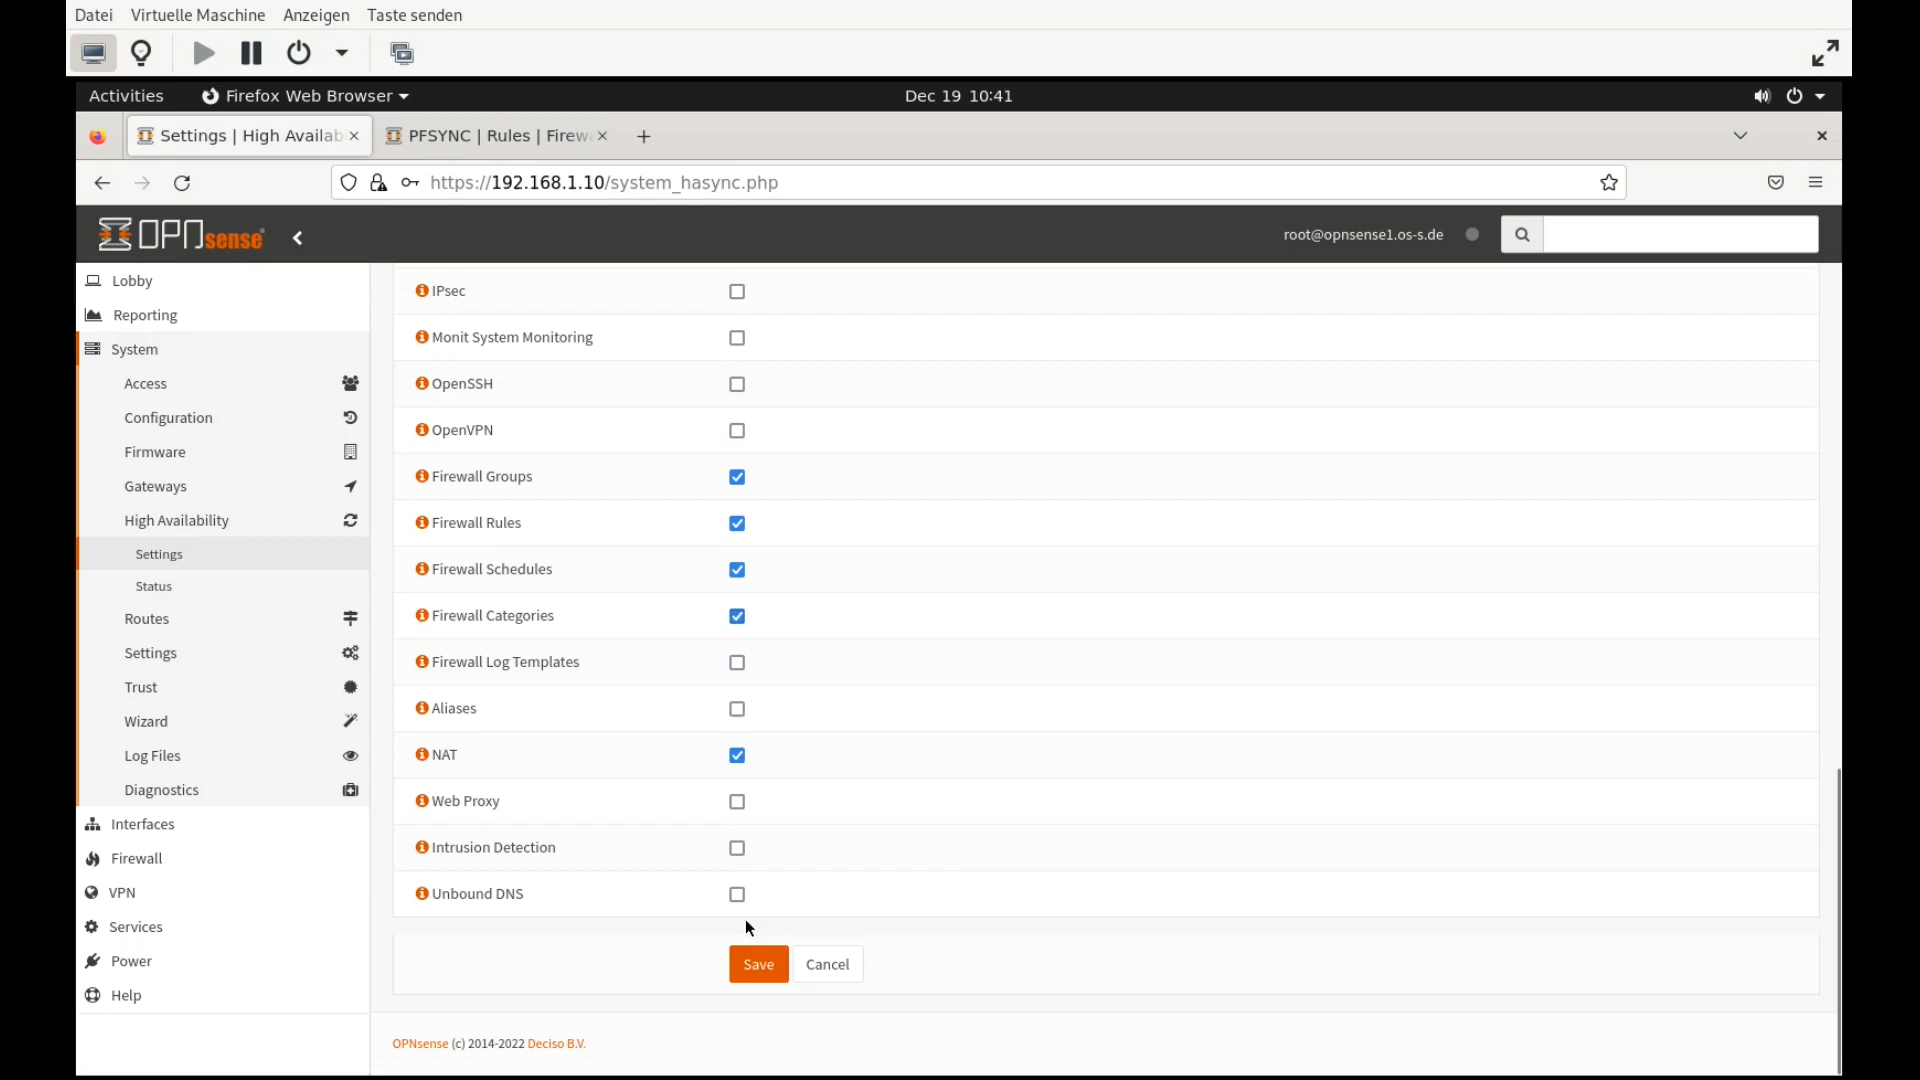 Datei Virtuelle Maschine Anzeigen Taste senden
Activities Firefox Web Browser Dec 19 10:41
Settings | High Availab PFSYNC | Rules | Firew
https://192.168.1.10/system_hasync.php
OPNsense root@opnsense1.os-s.de
Lobby
Reporting
System
Access
Configuration
Firmware
Gateways
High Availability
Settings
Status
Routes
Settings
Trust
Wizard
Log Files
Diagnostics
Interfaces
Firewall
VPN
Services
Power
Help
IPsec
Monit System Monitoring
OpenSSH
OpenVPN
Firewall Groups
Firewall Rules
Firewall Schedules
Firewall Categories
Firewall Log Templates
Aliases
NAT
Web Proxy
Intrusion Detection
Unbound DNS
Save Cancel
OPNsense (c) 2014-2022 Deciso B.V.